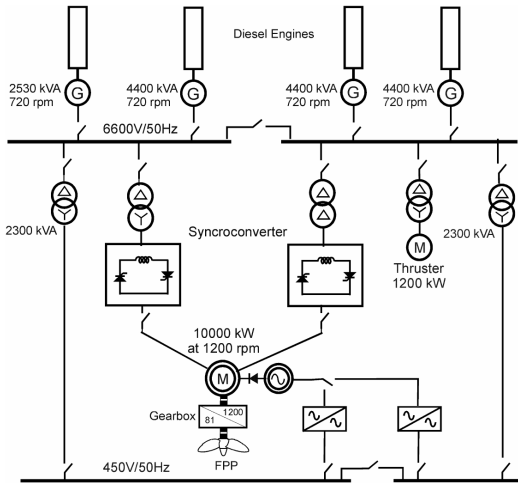 Diesel Engines
2530 kVA
720 rpm
G
4400 kVA
720 rpm
G
4400 kVA
720 rpm
G
4400 kVA
720 rpm
G
6600V/50Hz
2300 kVA
Syncroconverter
M
Thruster
1200 kW
2300 kVA
10000 kW
at 1200 rpm
M
Gearbox
1200
81
FPP
450V/50Hz